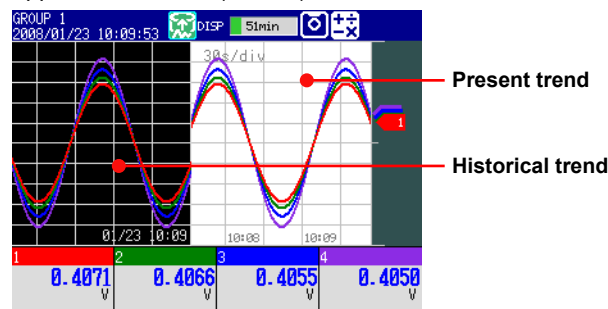 GROUP 1
2008/01/23 10:09:53 DISP 51min
30s/div
Present trend
1
Historical trend
01/23 10:09 10:08 10:09
1 2 3 4
0.4071 0.4066 0.4055 0.4050
V V V V